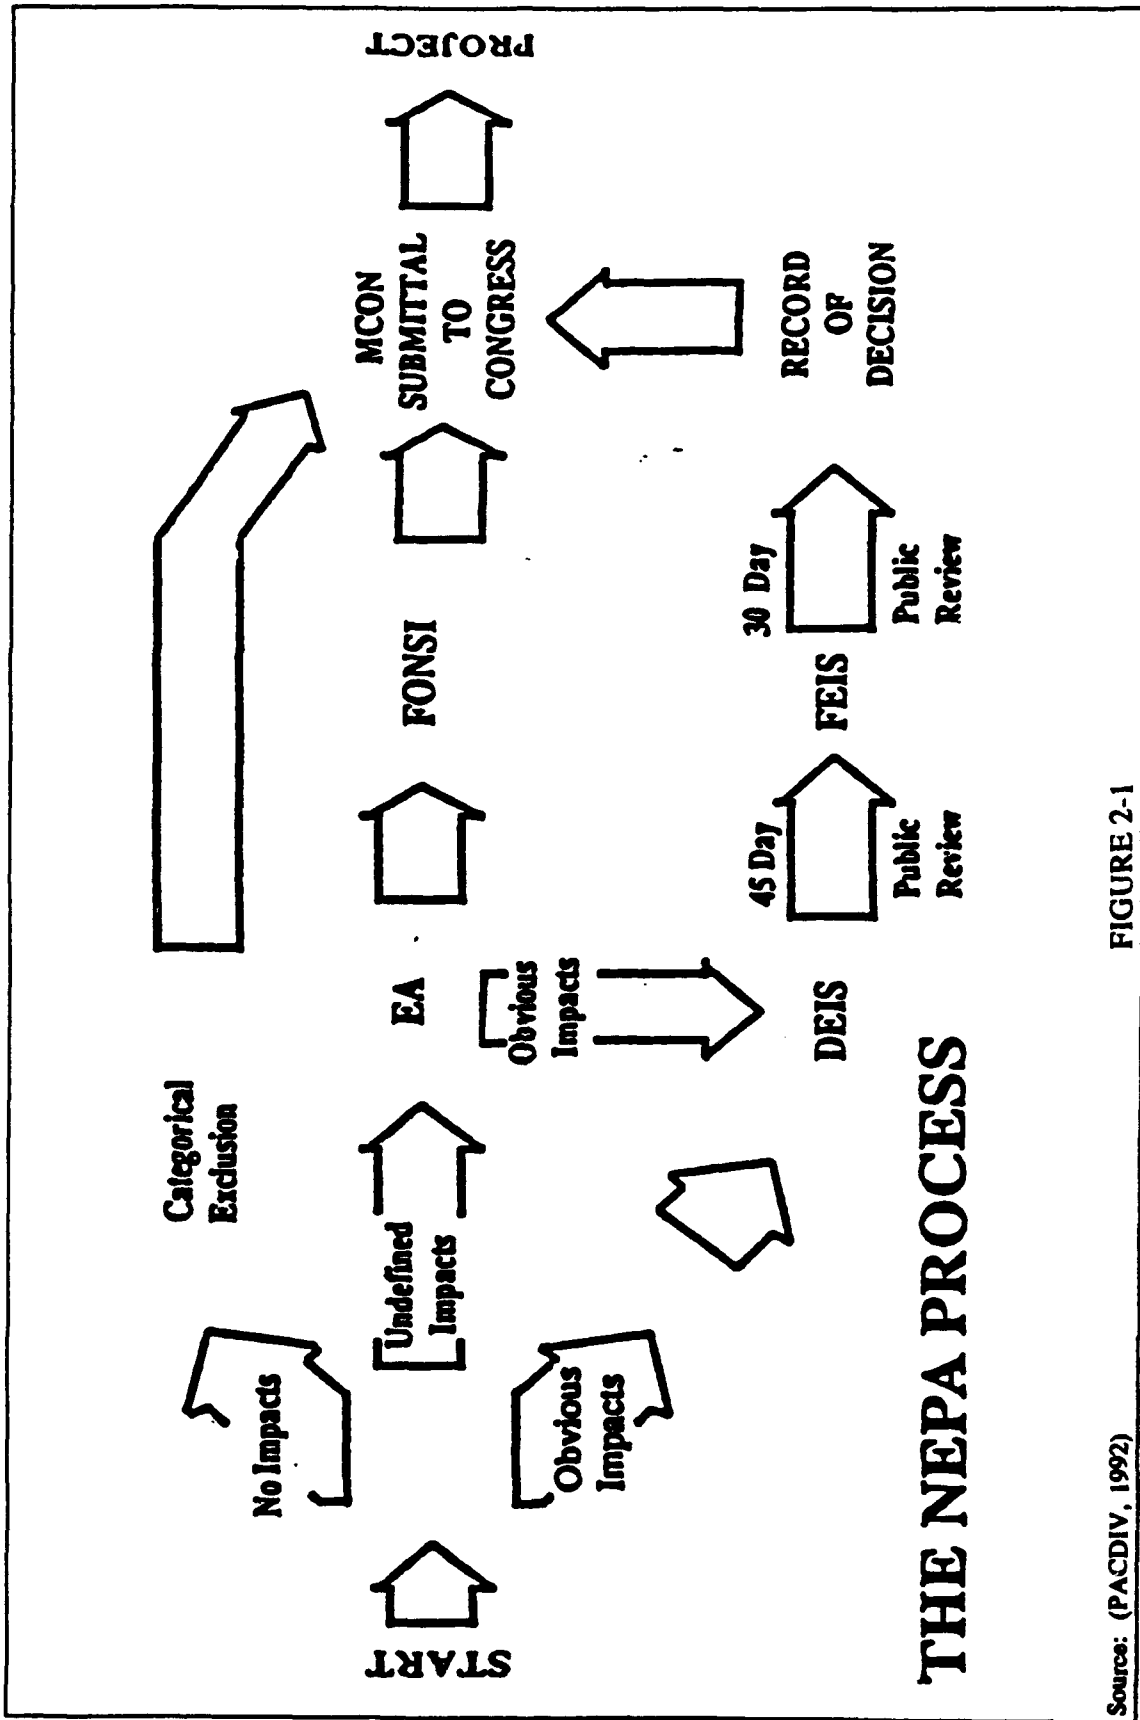 START
No Impacts
Categorical
Exclusion
Undefined
Impacts
EA
FONSI
MCON
SUBMITTAL
TO
CONGRESS
PROJECT
Obvious
Impacts
Obvious
Impacts
DEIS
45 Day
Public
Review
FEIS
30 Day
Public
Review
RECORD
OF
DECISION
THE NEPA PROCESS
Source: (PACDIV, 1992)
FIGURE 2-1